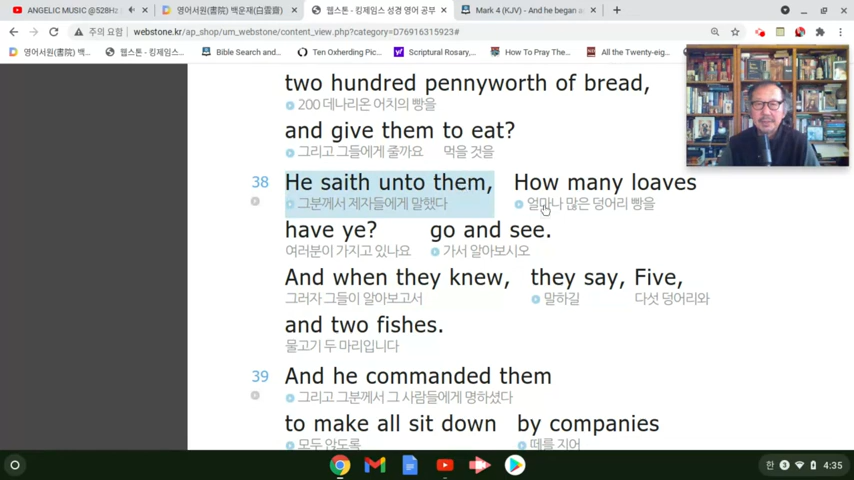 ANGELIC MUSIC @528Hz
영어서원(書院) 백운재(白雲齋)
웹스톤 - 킹제임스 성경 영어 공부
Mark 4 (KJV) - And he began a
주의 요함
webstone.kr/ap_shop/um_webstone/content_view.php?category=D76916315923#
영어서원(書院) 백...
웹스톤 - 킹제임스...
Bible Search and...
Ten Oxherding Pic...
Scriptural Rosary,...
How To Pray The...
All the Twenty-eig...
two hundred pennyworth of bread,
200 데나리온 어치의 빵을
and give them to eat?
그리고 그들에게 줄까요 먹을 것을
38 He saith unto them, How many loaves
그분께서 제자들에게 말했다 얼마나 많은 덩어리 빵을
have ye? go and see.
여러분이 가지고 있나요 가서 알아보시오
And when they knew, they say, Five,
그러자 그들이 알아보고서 말하길 다섯 덩어리와
and two fishes.
물고기 두 마리입니다
39 And he commanded them
그리고 그분께서 그 사람들에게 명하셨다
to make all sit down by companies
모두 앉도록 떼를 지어
한 3 4:35